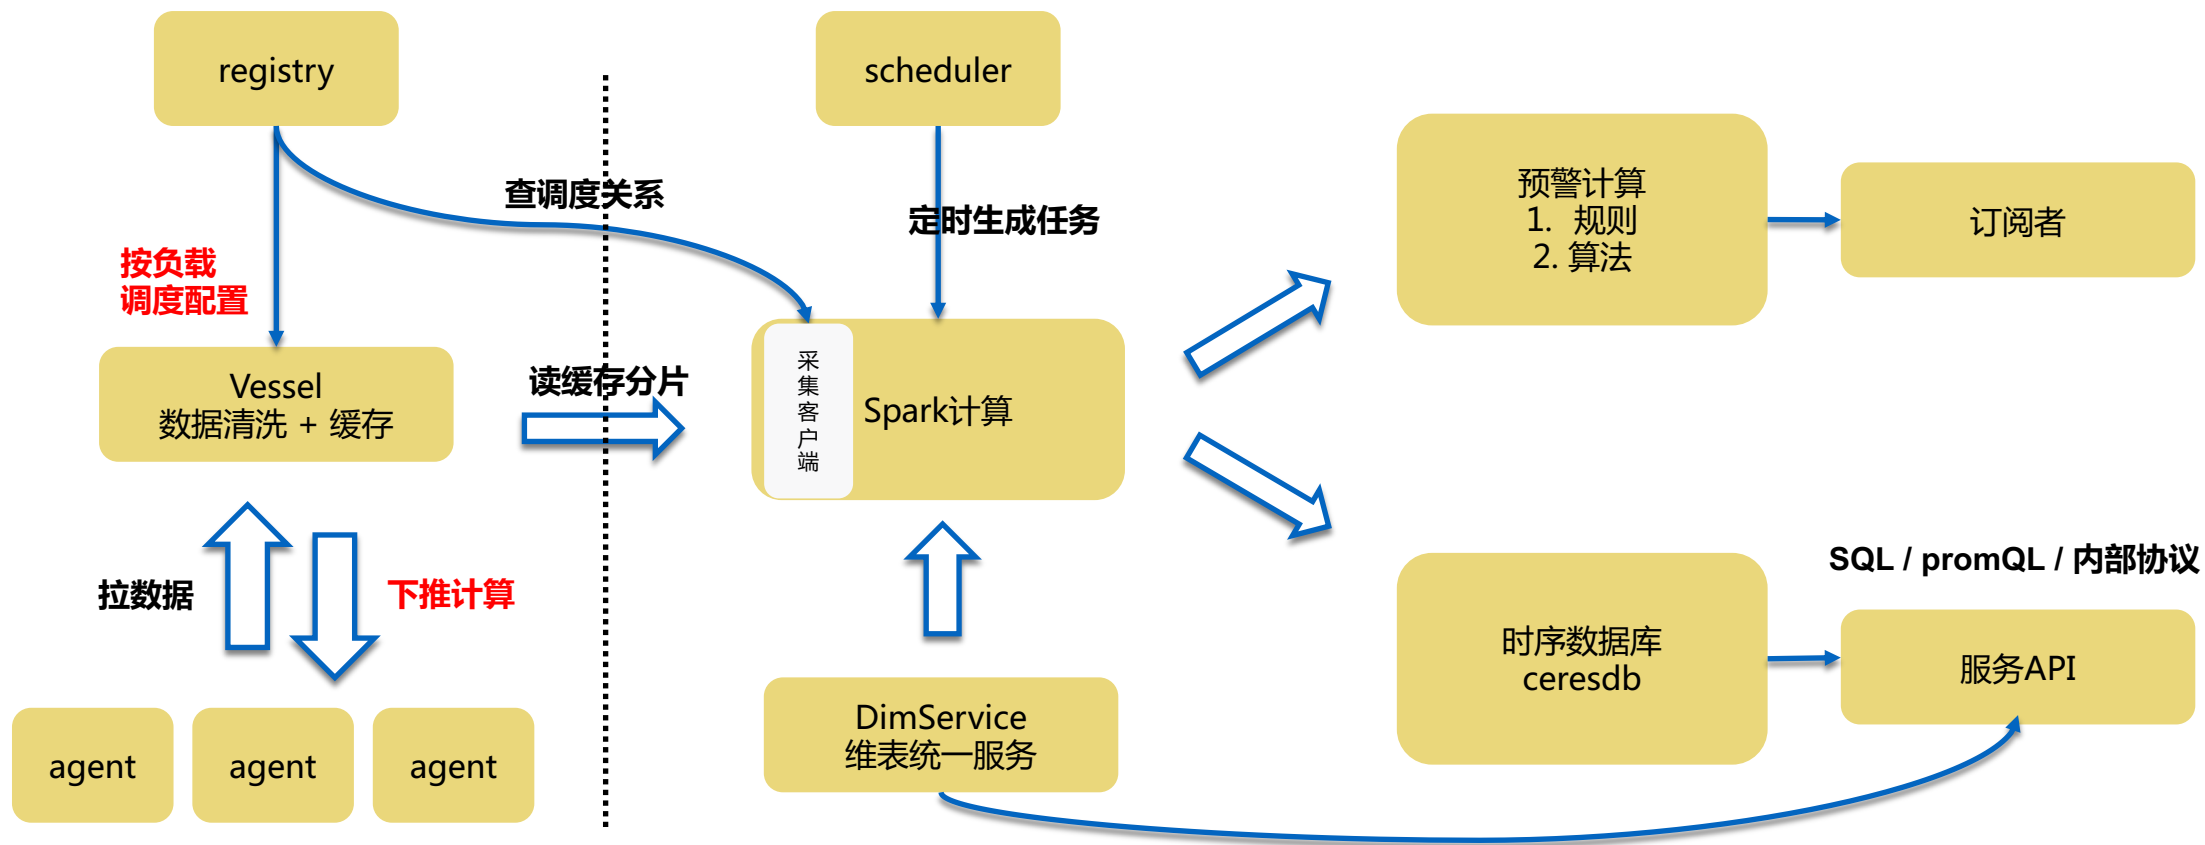 registry
scheduler
查调度关系
定时生成任务
按负载
调度配置
预警计算
1. 规则
2. 算法
订阅者
Vessel
数据清洗 + 缓存
读缓存分片
采集客户端
Spark计算
拉数据
下推计算
SQL / promQL / 内部协议
时序数据库
ceresdb
服务API
DimService
维表统一服务
agent
agent
agent